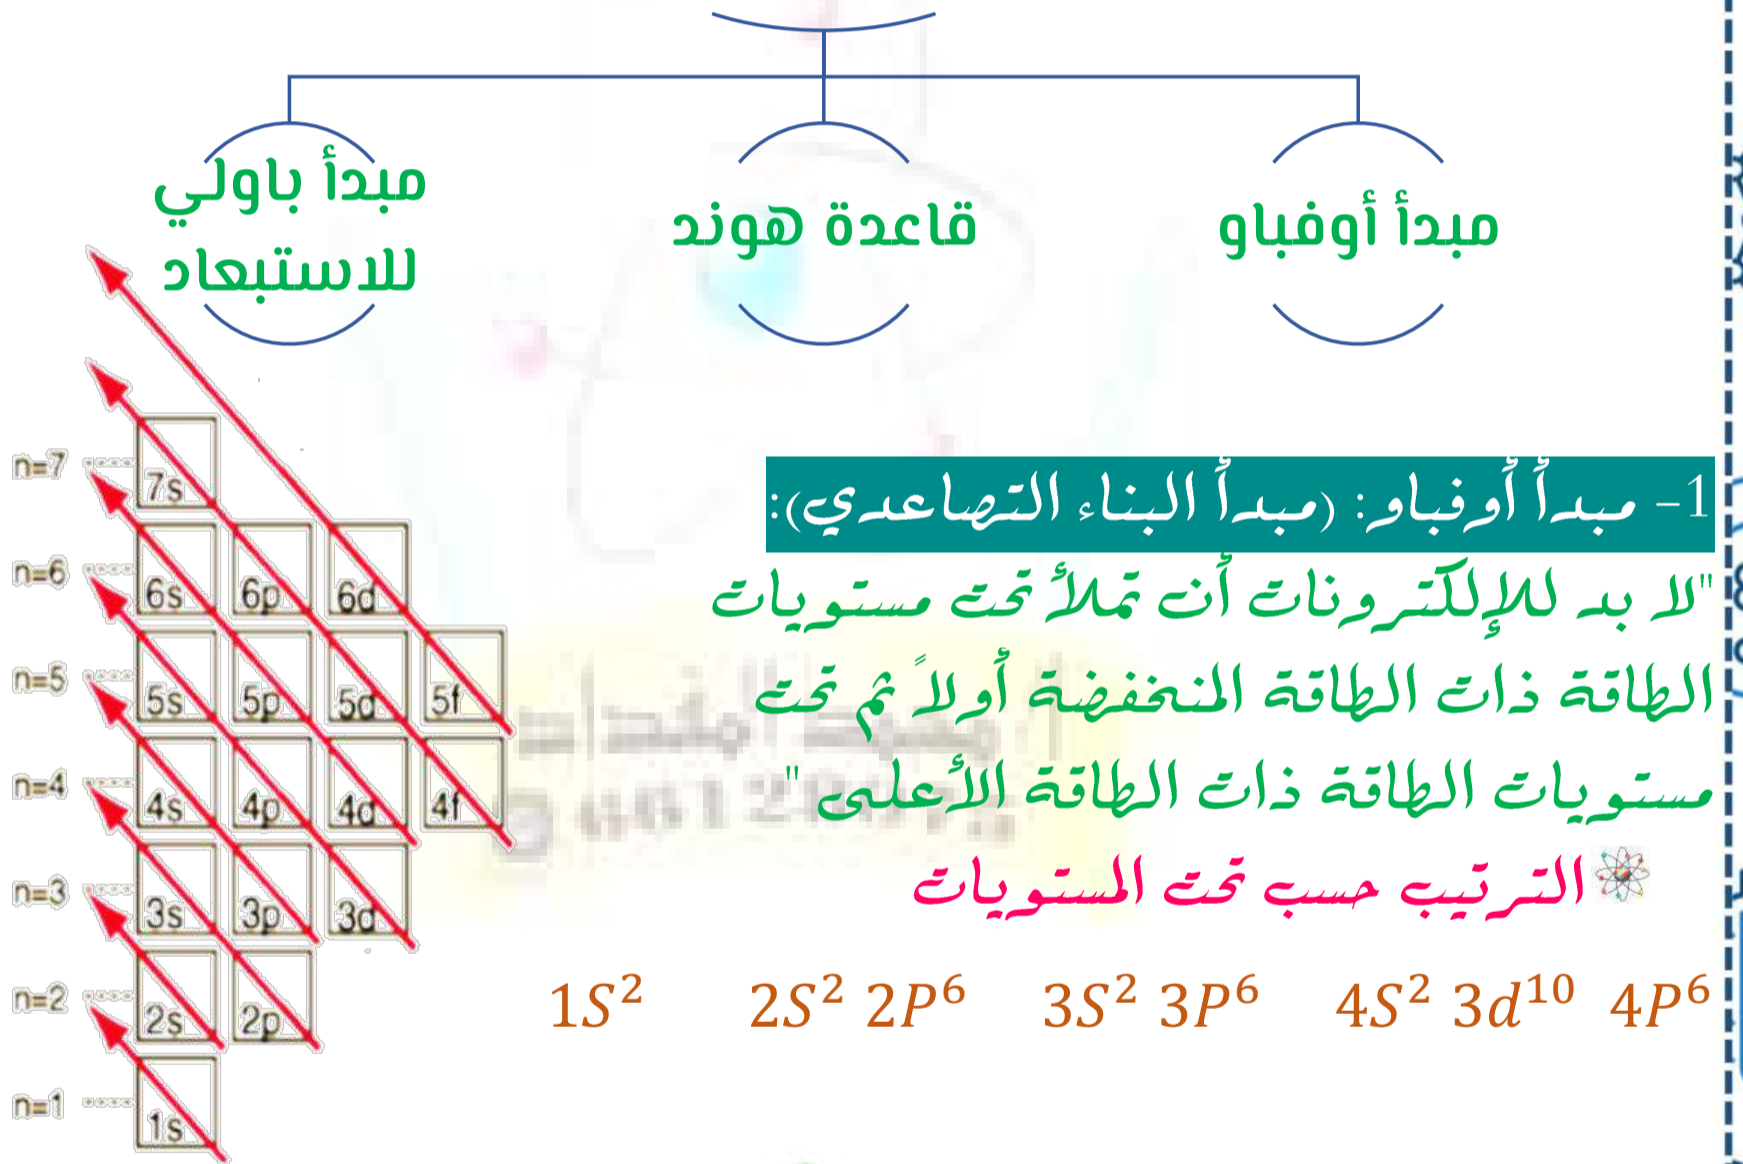 مبدأ أوفباو
قاعدة هوند
مبدأ باولي
للاستبعاد
1- مبدأ أوفباو: (مبدأ البناء التصاعدي):
"لا بد للإلكترونات أن تملأ تحت مستويات
الطاقة ذات الطاقة المنخفضة أولاً ثم تحت
مستويات الطاقة ذات الطاقة الأعلى"
الترتيب حسب تحت المستويات
1S² 2S² 2P⁶ 3S² 3P⁶ 4S² 3d¹⁰ 4P⁶
n=7 7s
n=6 6s 6p 6d
n=5 5s 5p 5d 5f
n=4 4s 4p 4d 4f
n=3 3s 3p 3d
n=2 2s 2p
n=1 1s